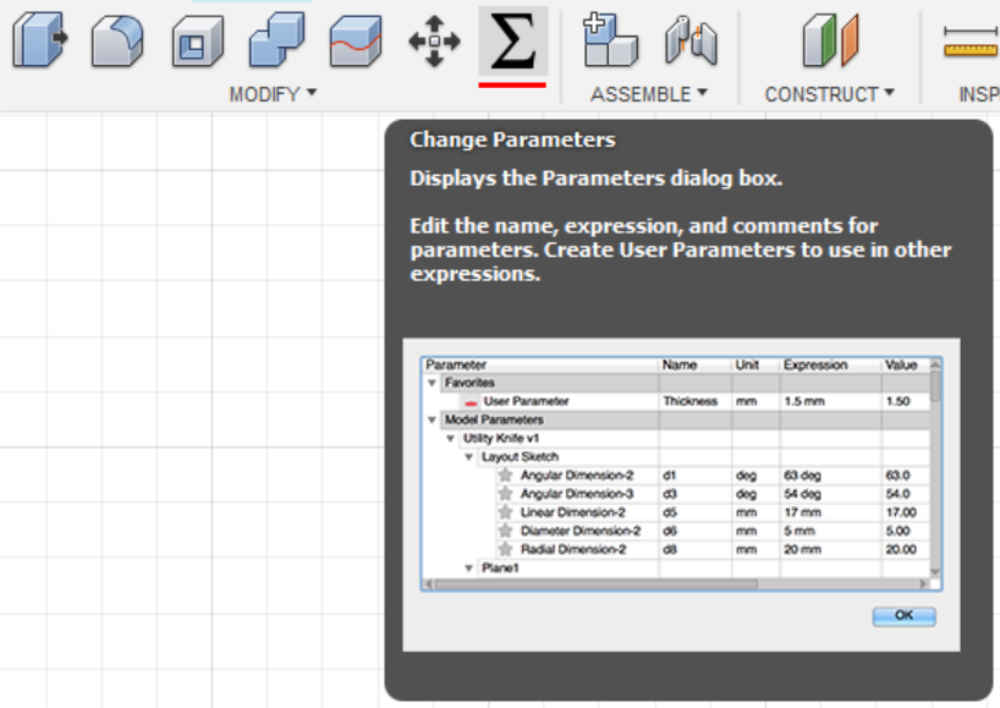 Σ
MODIFY ▾ ASSEMBLE ▾ CONSTRUCT ▾ INSP
Change Parameters
Displays the Parameters dialog box.
Edit the name, expression, and comments for
parameters. Create User Parameters to use in other
expressions.
Parameter Name Unit Expression Value
Favorites
User Parameter Thickness mm 1.5 mm 1.50
Model Parameters
Utility Knife v1
Layout Sketch
Angular Dimension-2 d1 deg 63 deg 63.0
Angular Dimension-3 d3 deg 54 deg 54.0
Linear Dimension-2 d5 mm 17 mm 17.00
Diameter Dimension-2 d6 mm 5 mm 5.00
Radial Dimension-2 d8 mm 20 mm 20.00
Plane1
OK